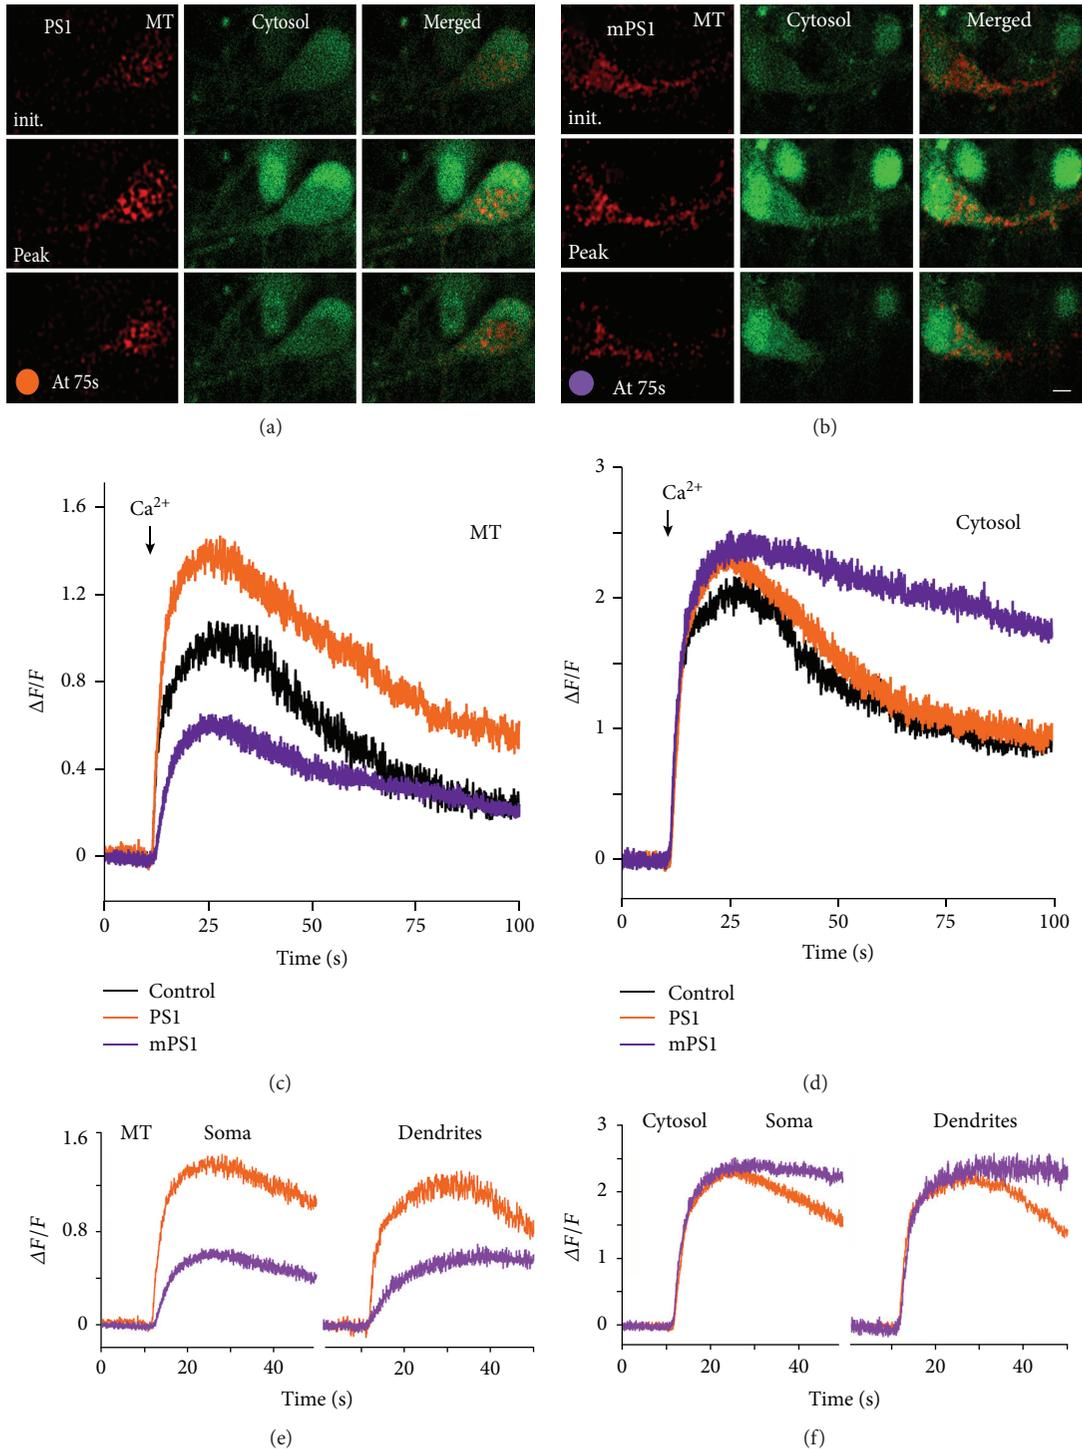 PS1 MT Cytosol Merged
init.
Peak
At 75s
(a)
mPS1 MT Cytosol Merged
init.
Peak
At 75s
(b)
1.6
1.2
0.8
0.4
0
ΔF/F
Ca2+
MT
0 25 50 75 100
Time (s)
Control
PS1
mPS1
(c)
3
2
1
0
ΔF/F
Ca2+
Cytosol
0 25 50 75 100
Time (s)
Control
PS1
mPS1
(d)
1.6
0.8
0
ΔF/F
MT Soma Dendrites
0 20 40 20 40
Time (s)
(e)
3
2
1
0
ΔF/F
Cytosol Soma Dendrites
0 20 40 20 40
Time (s)
(f)